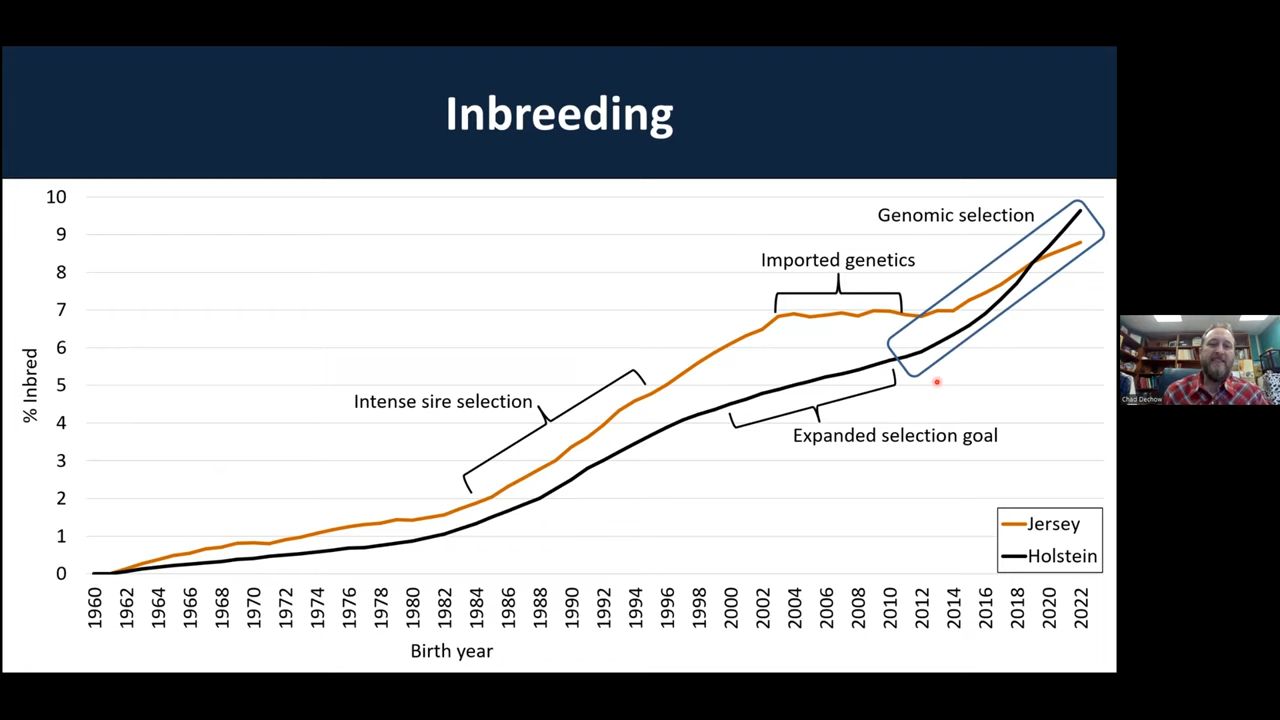 Inbreeding
10
9
8
7
6
5
4
3
2
1
0
% Inbred
Genomic selection
Imported genetics
Intense sire selection
Expanded selection goal
Jersey
Holstein
1960 1962 1964 1966 1968 1970 1972 1974 1976 1978 1980 1982 1984 1986 1988 1990 1992 1994 1996 1998 2000 2002 2004 2006 2008 2010 2012 2014 2016 2018 2020 2022
Birth year
Chad Dechow